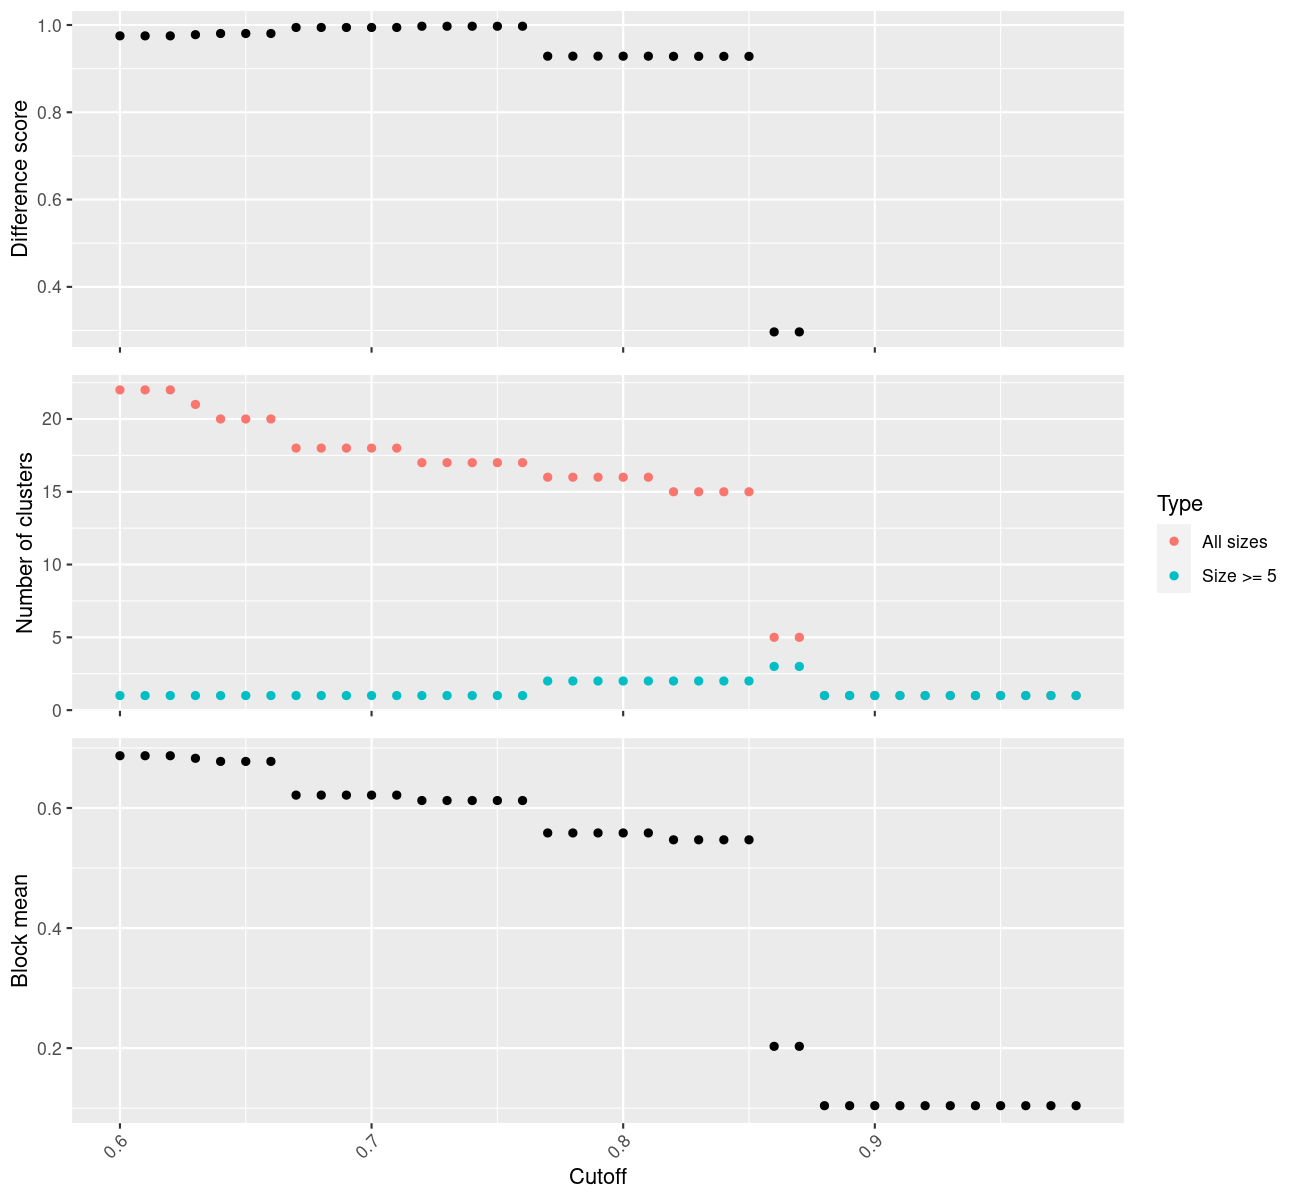 Difference score
1.0
0.8
0.6
0.4
Number of clusters
20
15
10
5
0
Type
All sizes
Size >= 5
Block mean
0.6
0.4
0.2
0.6
0.7
0.8
0.9
Cutoff